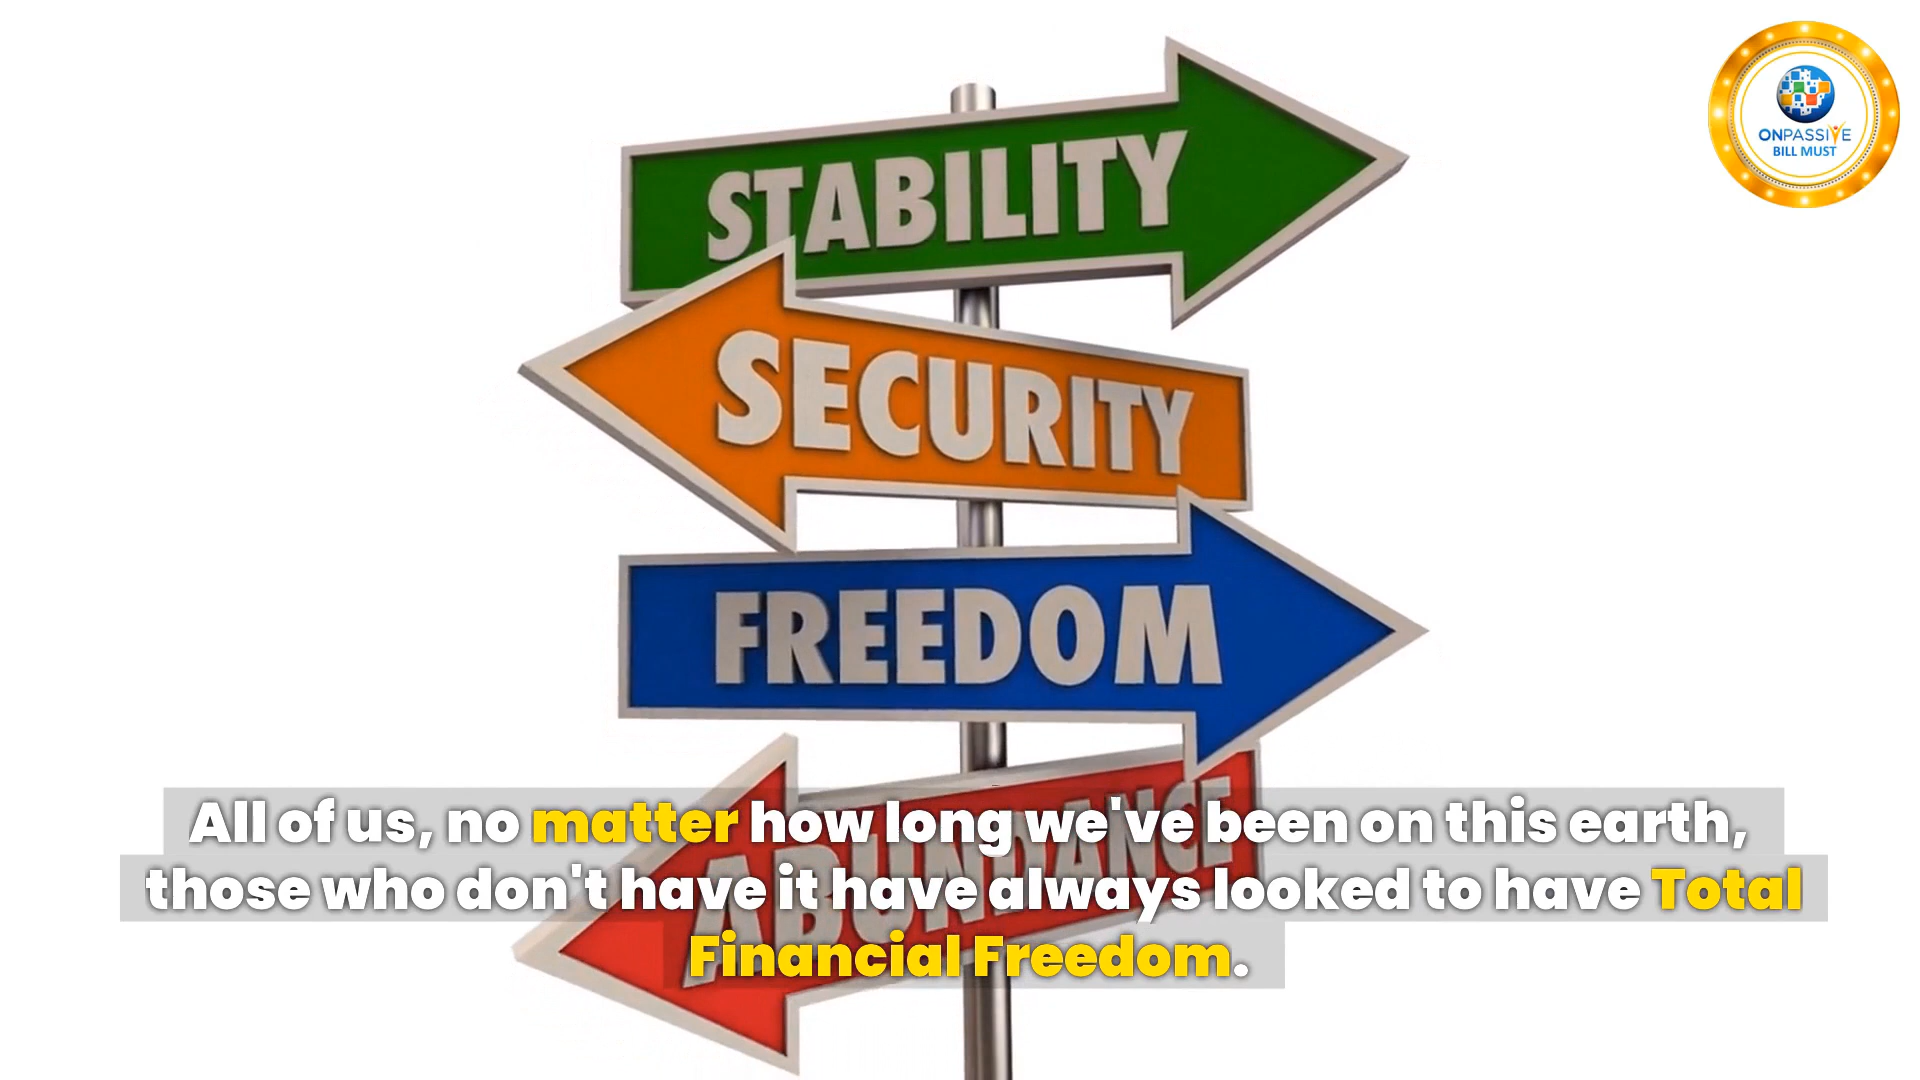 ONPASSIVE
BILL MUST
STABILITY
SECURITY
FREEDOM
ABUNDANCE
All of us, no matter how long we've been on this earth,
those who don't have it have always looked to have Total
Financial Freedom.